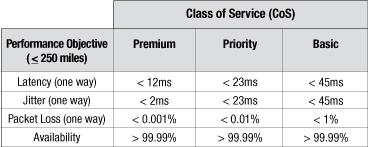 Class of Service (CoS)
Performance Objective
(≤ 250 miles)
Premium
Priority
Basic
Latency (one way) < 12ms < 23ms < 45ms
Jitter (one way) < 2ms < 23ms < 45ms
Packet Loss (one way) < 0.001% < 0.01% < 1%
Availability > 99.99% > 99.99% > 99.99%